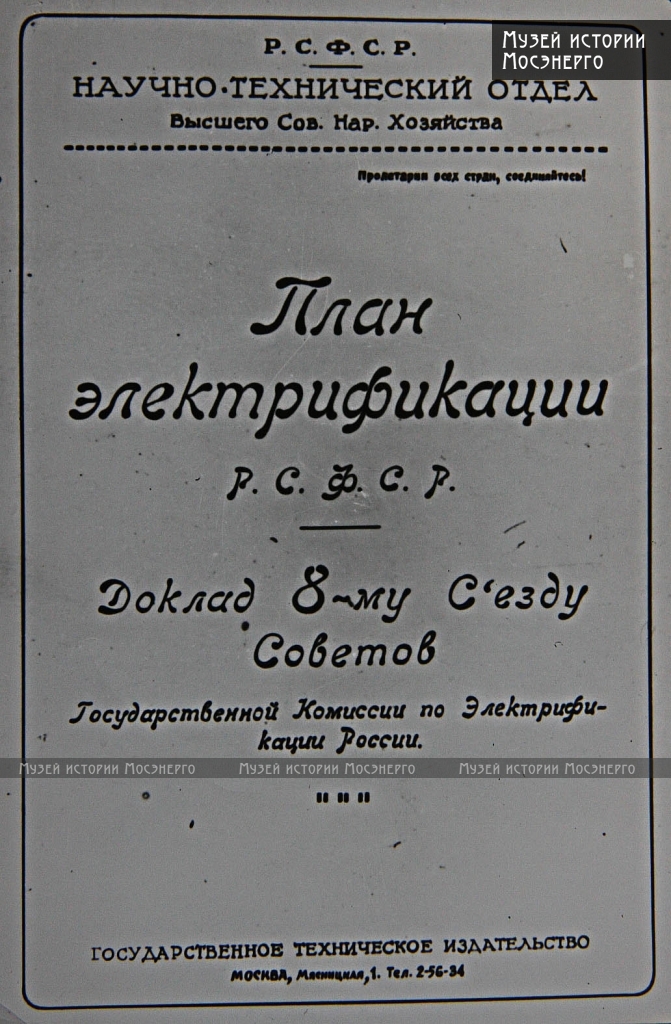 Музей истории
Мосэнерго
Р. С. Ф. С. Р.
НАУЧНО-ТЕХНИЧЕСКИЙ ОТДЕЛ
Высшего Сов. Нар. Хозяйства
Пролетарии всех стран, соединяйтесь!
План
электрификации
Р. С. Ф. С. Р.
Доклад 8-му С'езду
Советов
Государственной Комиссии по Электрифи-
кации России.
Музей истории Мосэнерго Музей истории Мосэнерго Музей истории Мосэнерго
ГОСУДАРСТВЕННОЕ ТЕХНИЧЕСКОЕ ИЗДАТЕЛЬСТВО
МОСКВА, Мясницкая, 1. Тел. 2-56-34